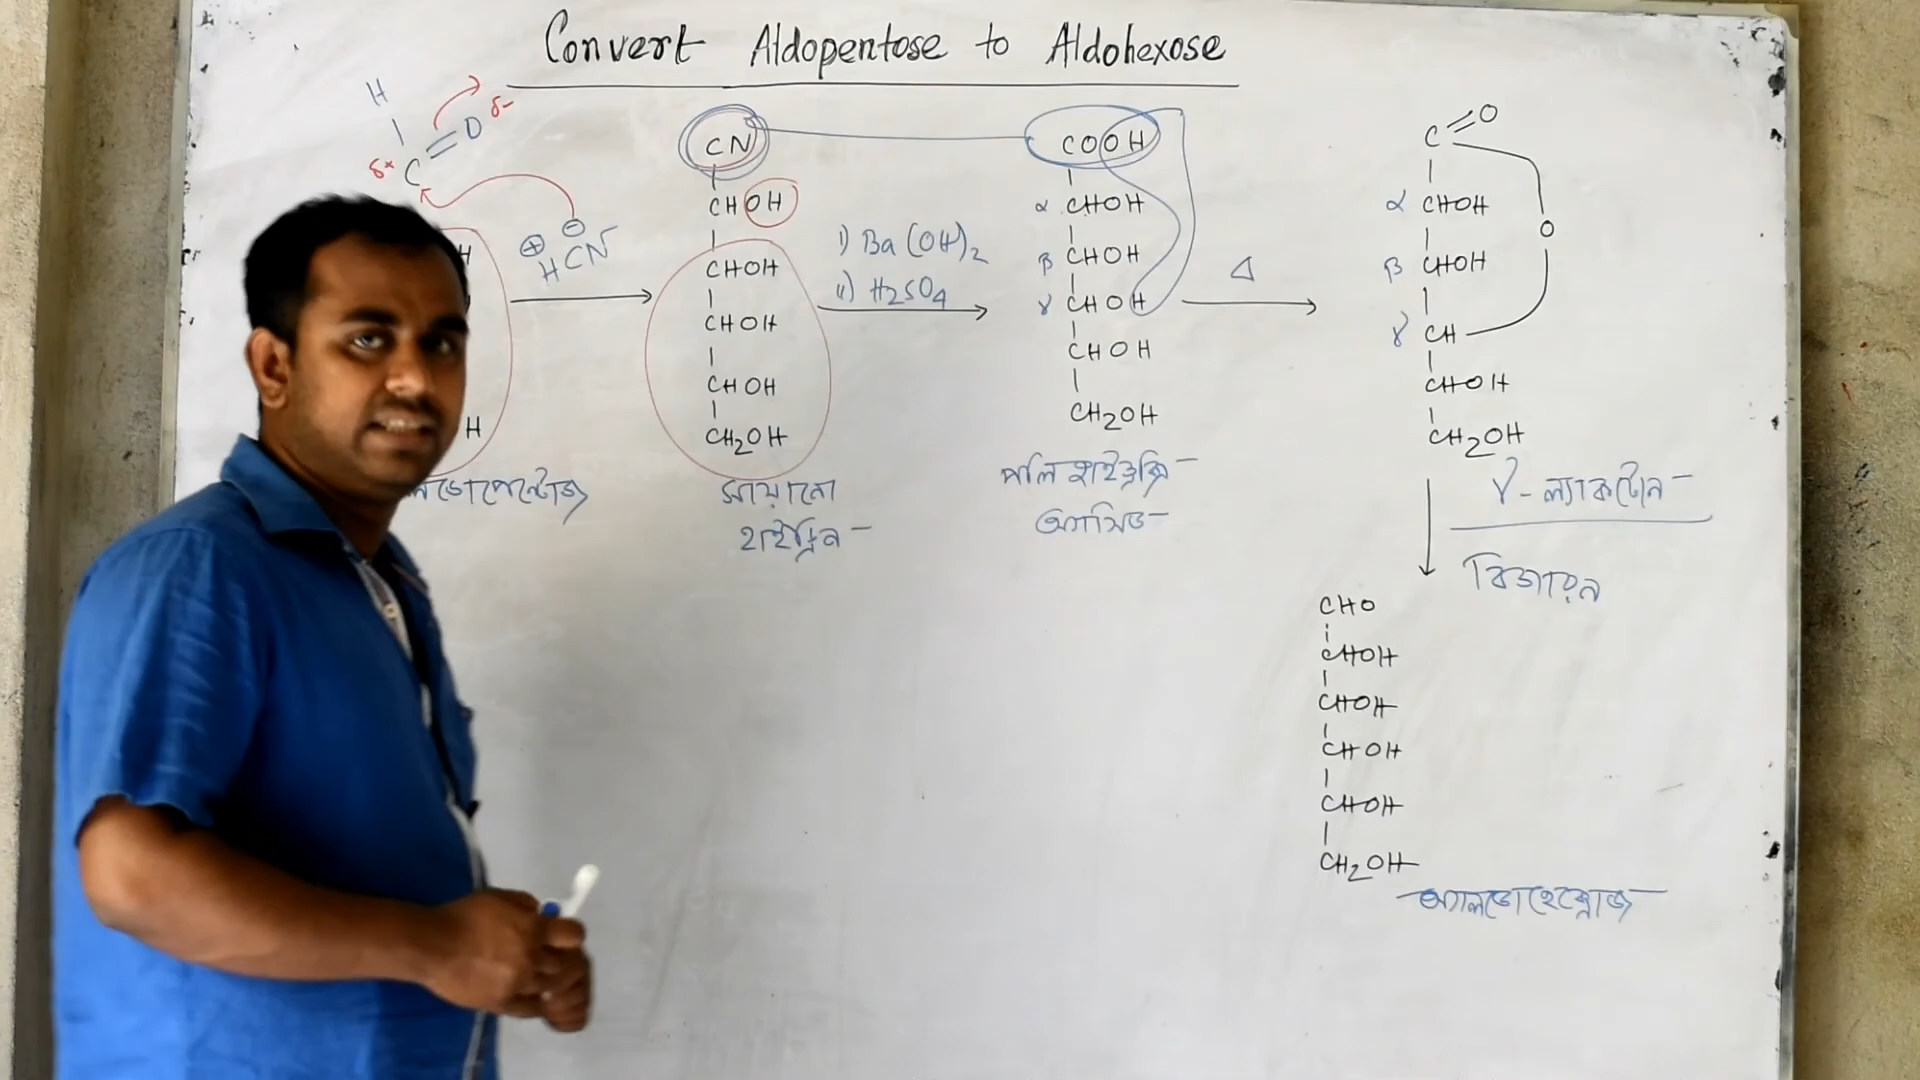 Convert Aldopentose to Aldohexose
H
δ+ C=O δ-
⊕ ⊖
HCN
H
H
CN
CHOH
CHOH
CHOH
CHOH
CH2OH
সায়ানো
হাইড্রিন
i) Ba(OH)2
ii) H2SO4
COOH
α CHOH
β CHOH
γ CHOH
CHOH
CH2OH
পলি হাইড্রক্সি
অ্যাসিড
Δ
C=O
α CHOH
O
β CHOH
γ CH
CHOH
CH2OH
γ-ল্যাকটোন
বিজারন
CHO
CHOH
CHOH
CHOH
CHOH
CH2OH
অ্যালডোহেক্সোজ